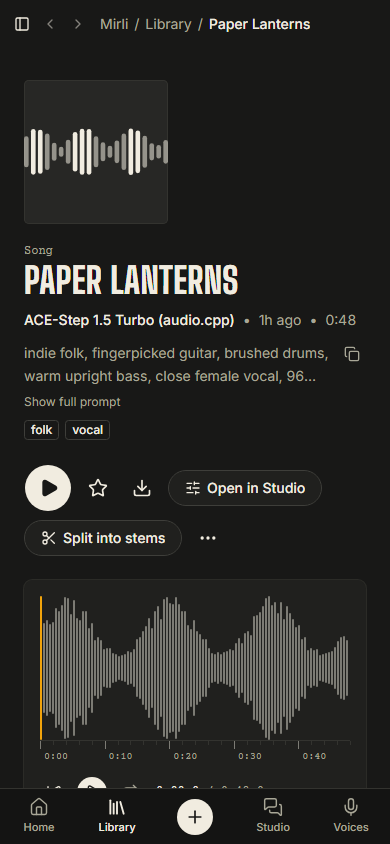 Mirli / Library / Paper Lanterns
Song
PAPER LANTERNS
ACE-Step 1.5 Turbo (audio.cpp) • 1h ago • 0:48
indie folk, fingerpicked guitar, brushed drums,
warm upright bass, close female vocal, 96...
Show full prompt
folk vocal
Open in Studio
Split into stems
0:00 0:10 0:20 0:30 0:40
Home Library Studio Voices